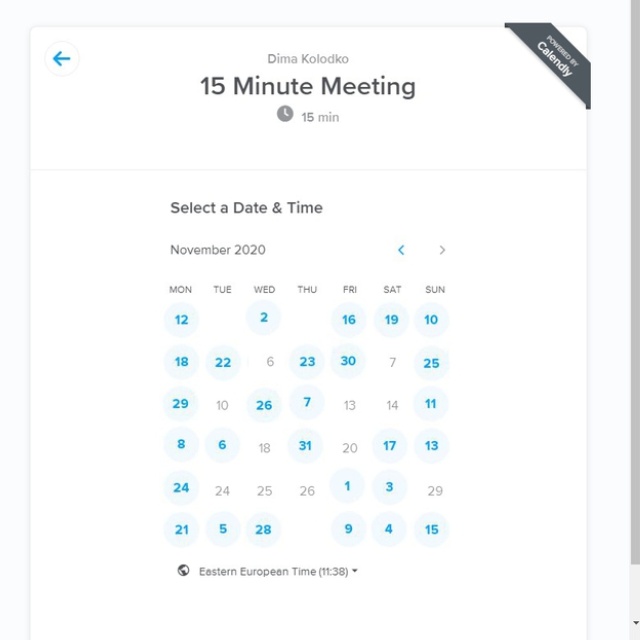 POWERED BY
Calendly
Dima Kolodko
15 Minute Meeting
15 min
Select a Date & Time
November 2020
MON TUE WED THU FRI SAT SUN
12 2 16 19 10
18 22 6 23 30 7 25
29 10 26 7 13 14 11
8 6 18 31 20 17 13
24 24 25 26 1 3 29
21 5 28 9 4 15
Eastern European Time (11:38)